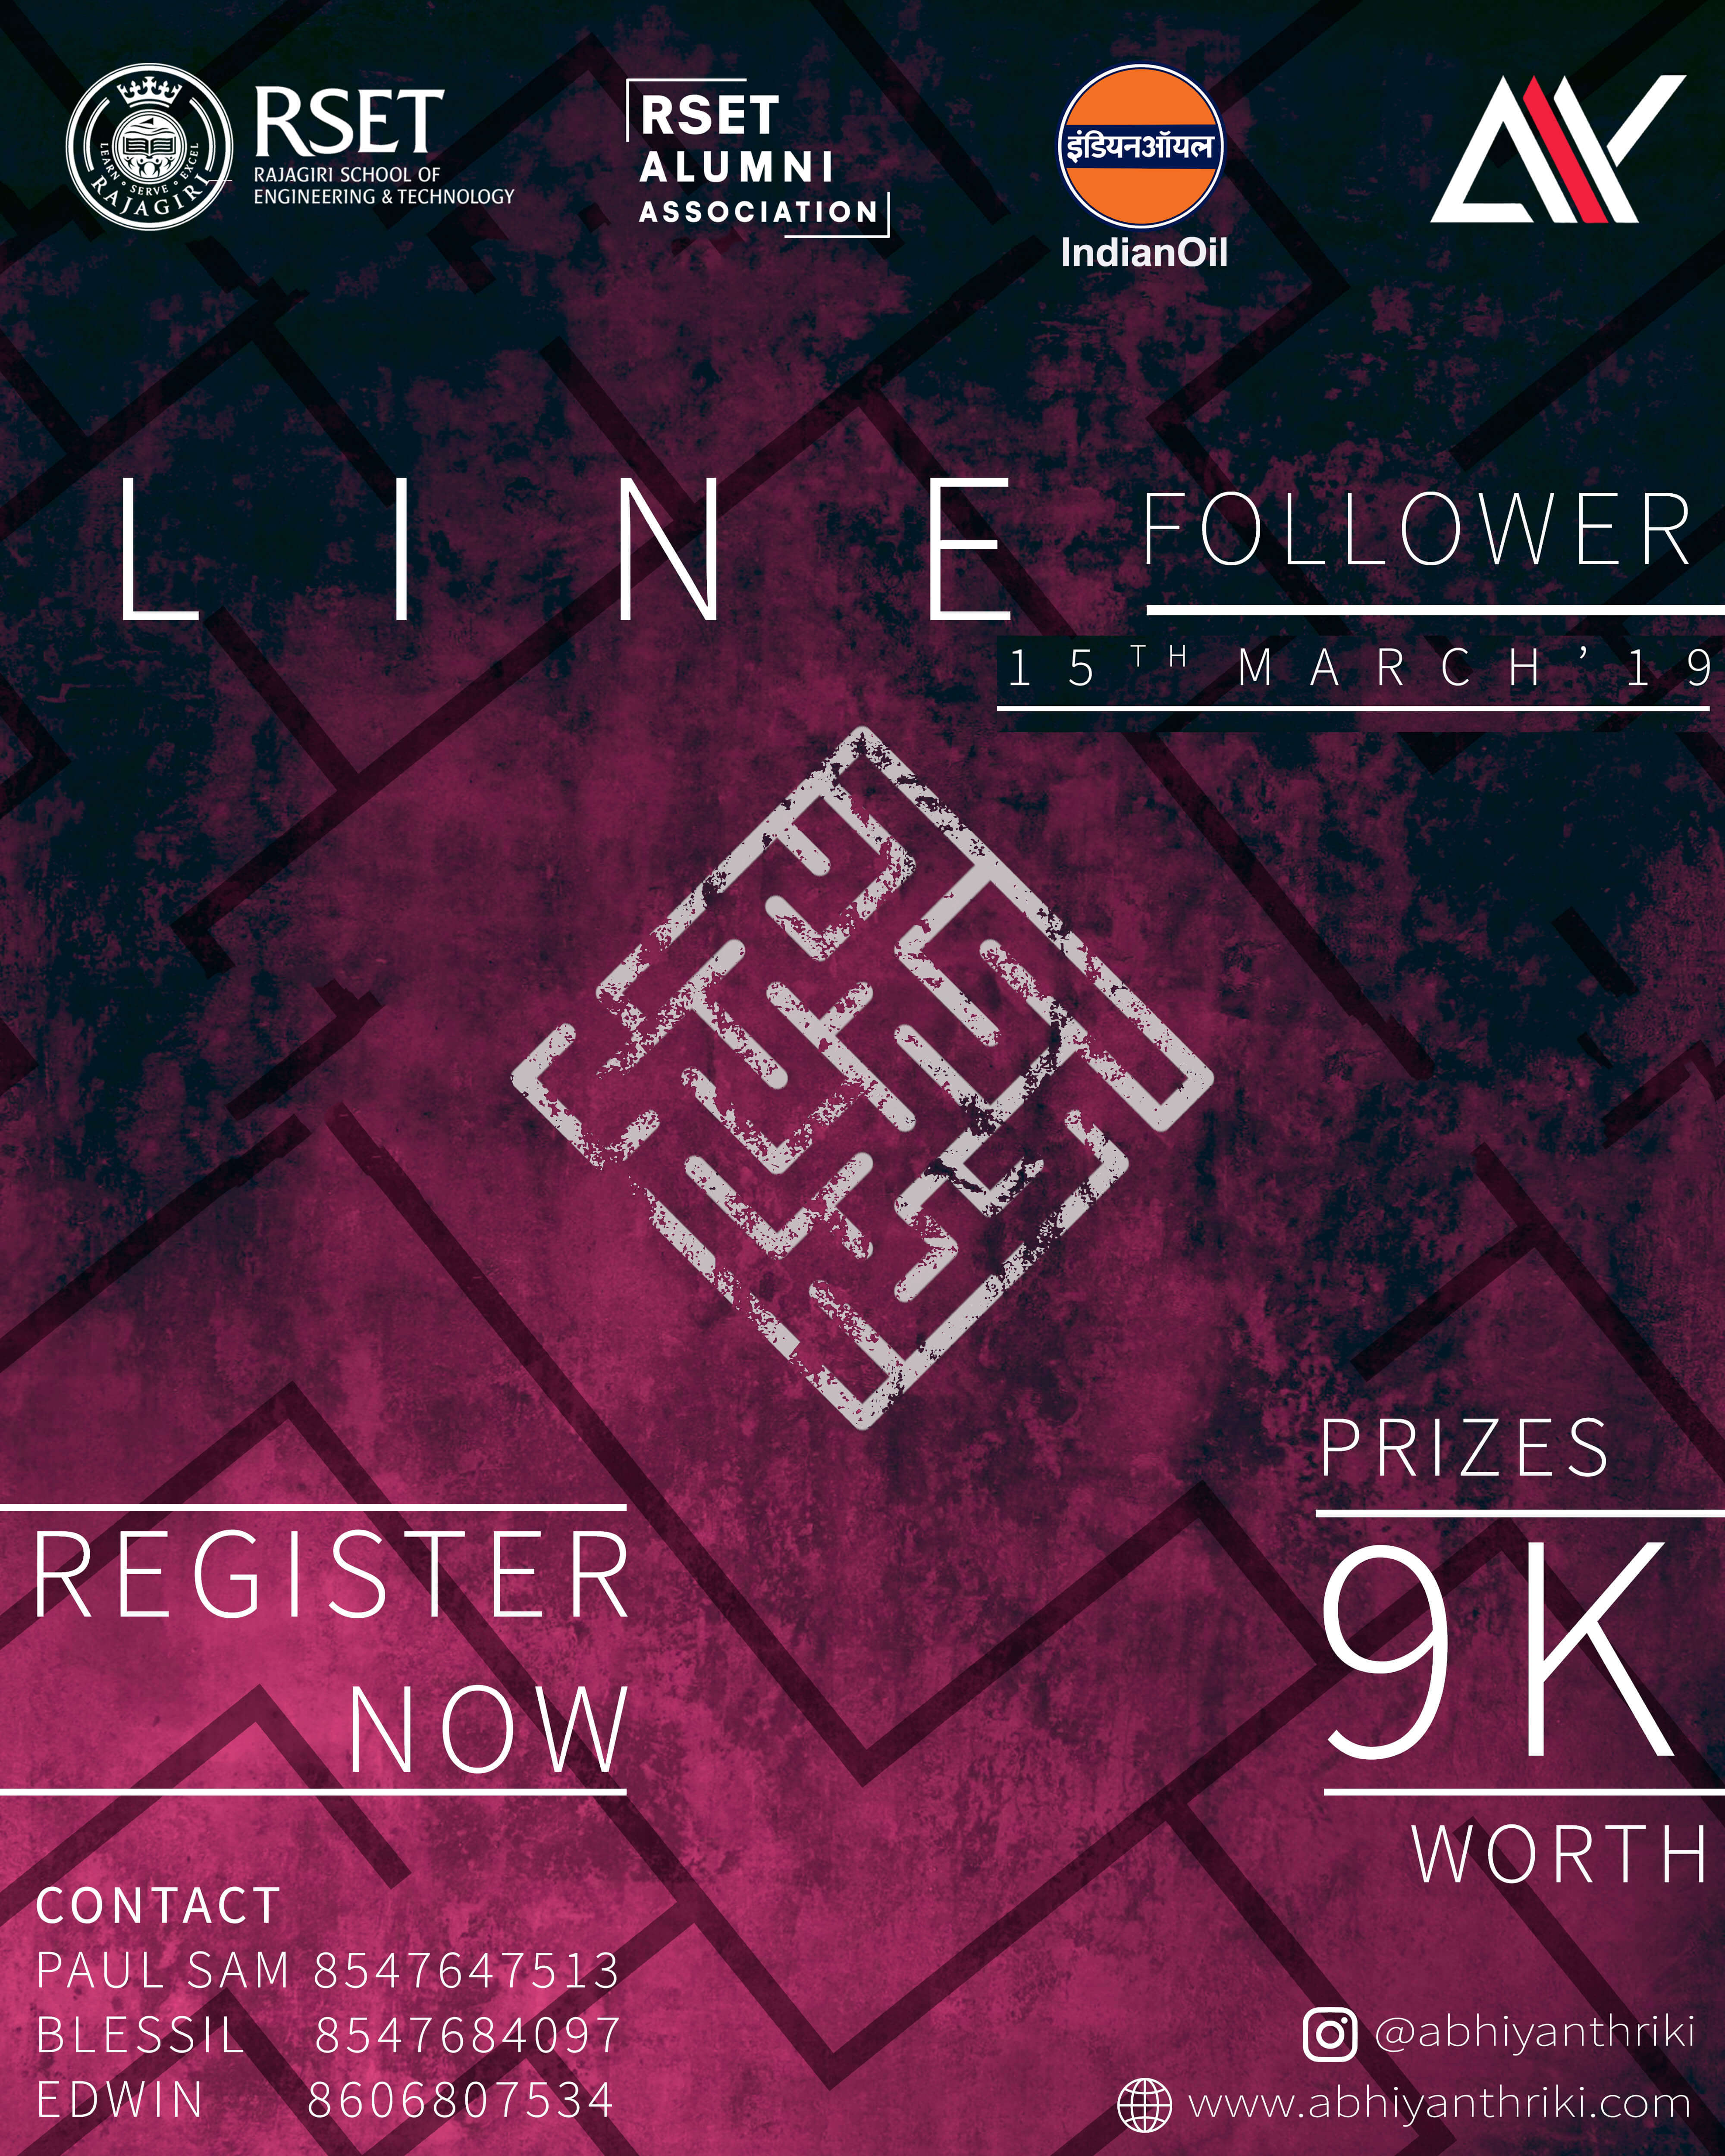 LEARN • SERVE • EXCEL
RAJAGIRI
RSET
RAJAGIRI SCHOOL OF
ENGINEERING & TECHNOLOGY
RSET
ALUMNI
ASSOCIATION
इंडियनऑयल
IndianOil
LINE
FOLLOWER
15TH MARCH’19
PRIZES
9K
WORTH
REGISTER
NOW
CONTACT
PAUL SAM 8547647513
BLESSIL 8547684097
EDWIN 8606807534
@abhiyanthriki
www.abhiyanthriki.com